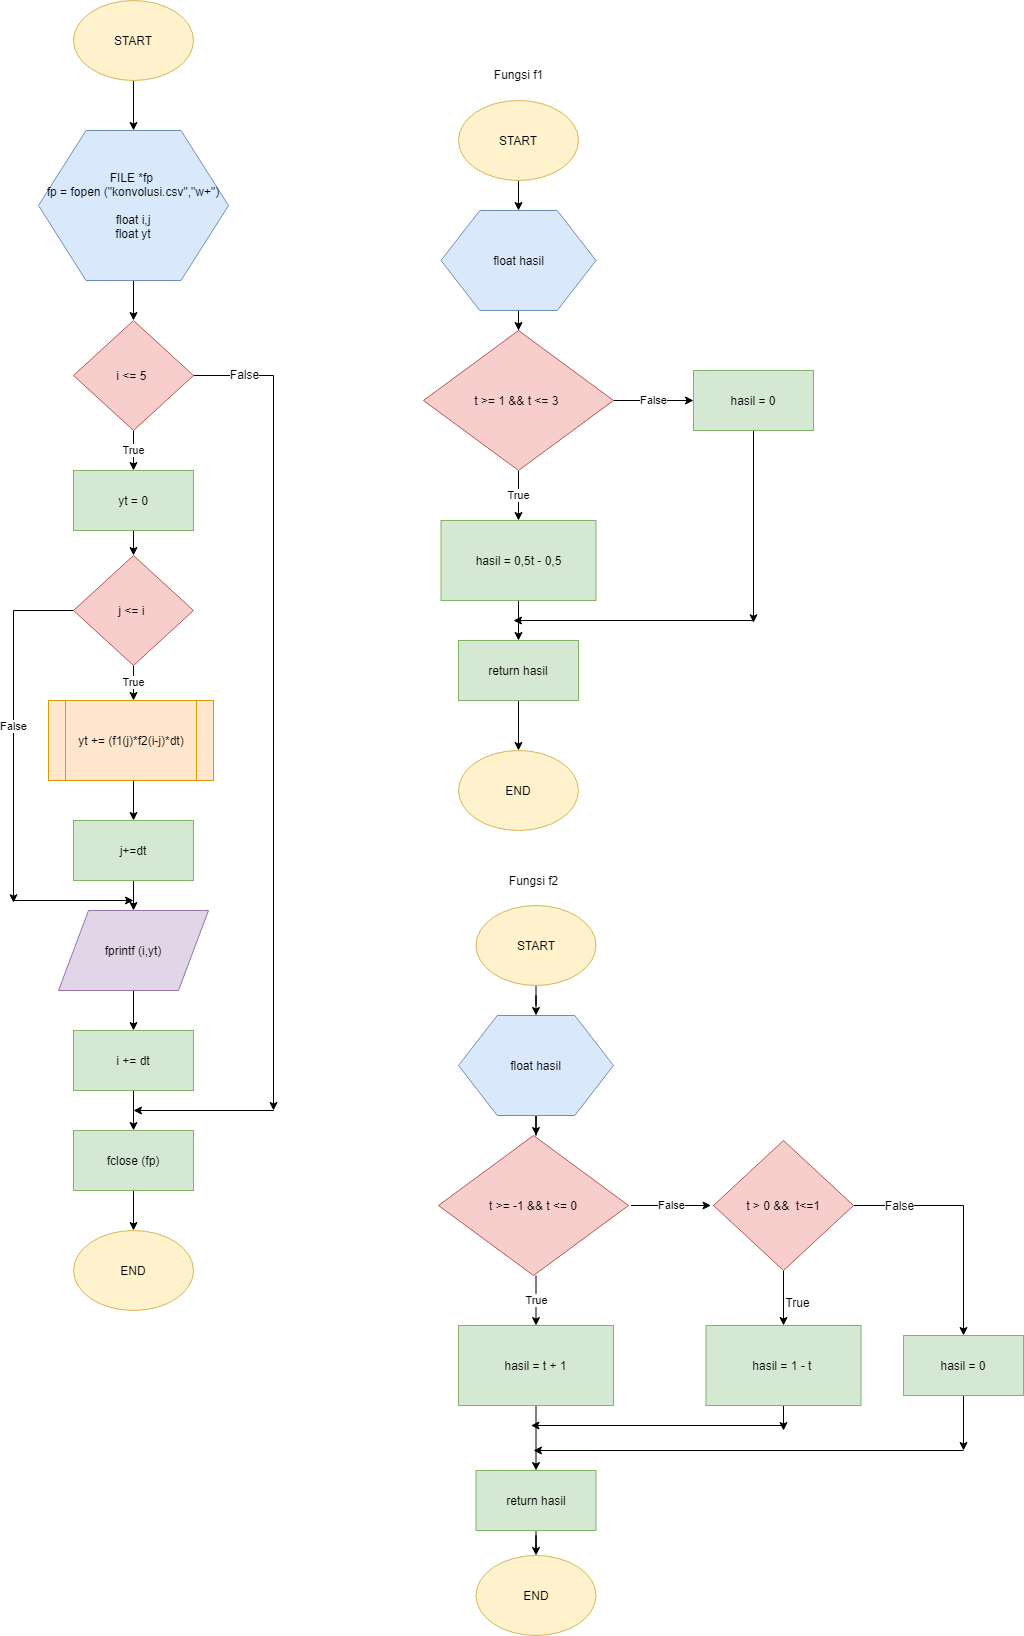 START
FILE *fp
fp = fopen ("konvolusi.csv","w+")
float i,j
float yt
i <= 5
False
True
yt = 0
j <= i
True
False
yt += (f1(j)*f2(i-j)*dt)
j+=dt
fprintf (i,yt)
i += dt
fclose (fp)
END
Fungsi f1
START
float hasil
t >= 1 && t <= 3
False
hasil = 0
True
hasil = 0,5t - 0,5
return hasil
END
Fungsi f2
START
float hasil
t >= -1 && t <= 0
False
t > 0 && t<=1
False
True
True
hasil = t + 1
hasil = 1 - t
hasil = 0
return hasil
END